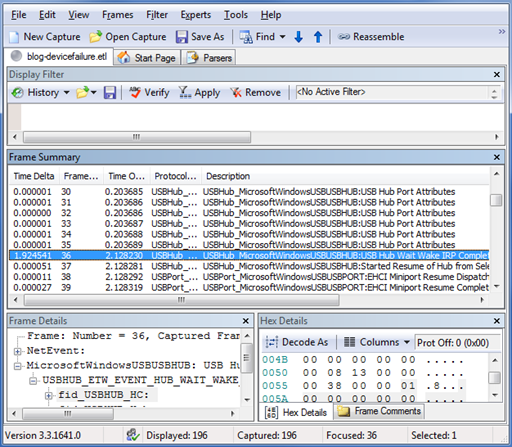 File Edit View Frames Filter Experts Tools Help
New Capture Open Capture Save As Find Reassemble
blog-devicefailure.etl Start Page Parsers
Display Filter
History Verify Apply Remove <No Active Filter>
Frame Summary
Time Delta Frame... Time O... Protocol... Description
0.000001 30 0.203685 USBHub_... USBHub_MicrosoftWindowsUSBUSBHUB:USB Hub Port Attributes
0.000001 31 0.203686 USBHub_... USBHub_MicrosoftWindowsUSBUSBHUB:USB Hub Port Attributes
0.000000 32 0.203686 USBHub_... USBHub_MicrosoftWindowsUSBUSBHUB:USB Hub Port Attributes
0.000001 33 0.203687 USBHub_... USBHub_MicrosoftWindowsUSBUSBHUB:USB Hub Port Attributes
0.000001 34 0.203688 USBHub_... USBHub_MicrosoftWindowsUSBUSBHUB:USB Hub Port Attributes
0.000001 35 0.203689 USBHub_... USBHub_MicrosoftWindowsUSBUSBHUB:USB Hub Port Attributes
1.924541 36 2.128230 USBHub_... USBHub_MicrosoftWindowsUSBUSBHUB:USB Hub Wait Wake IRP Complet
0.000051 37 2.128281 USBHub_... USBHub_MicrosoftWindowsUSBUSBHUB:Started Resume of Hub from Sel
0.000011 38 2.128292 USBPort_... USBPort_MicrosoftWindowsUSBUSBPORT:EHCI Miniport Resume Dispatch
0.000027 39 2.128319 USBPort_... USBPort_MicrosoftWindowsUSBUSBPORT:EHCI Miniport Resume Complet
Frame Details
Frame: Number = 36, Captured Fram
NetEvent:
MicrosoftWindowsUSBUSBHUB: USB Hu
USBHUB_ETW_EVENT_HUB_WAIT_WAKE
fid_USBHUB_HC:
Hex Details
Decode As Columns Prot Off: 0 (0x00)
004B 00 00 00 00 00 .....
0050 00 08 13 00 00 .....
0055 00 38 00 00 01 .8...
005A 00 00 00 00 00 .....
Hex Details Frame Comments
Version 3.3.1641.0 Displayed: 196 Captured: 196 Focused: 36 Selected: 1